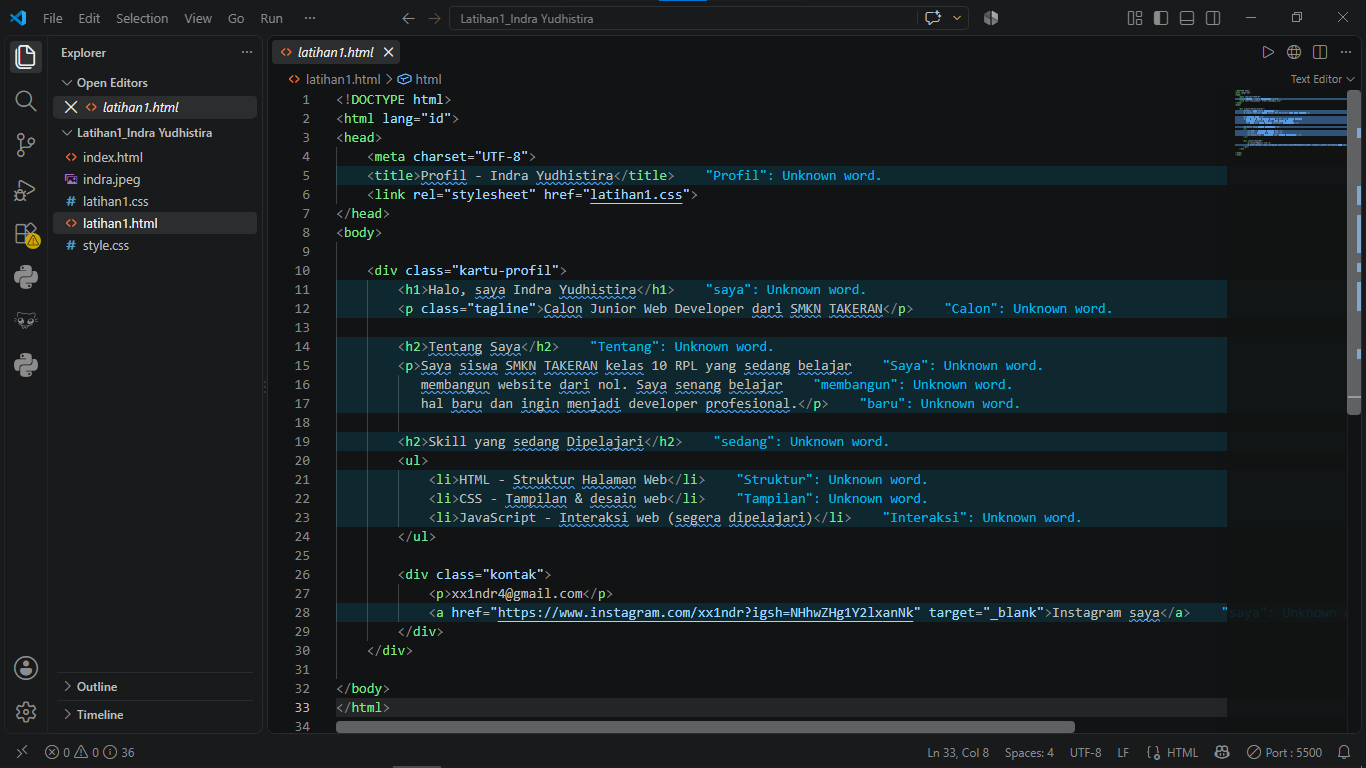 File Edit Selection View Go Run ···
Latihan1_Indra Yudhistira
Explorer
Open Editors
latihan1.html
Latihan1_Indra Yudhistira
index.html
indra.jpeg
# latihan1.css
latihan1.html
# style.css
Outline
Timeline
latihan1.html
latihan1.html > html
Text Editor
1 <!DOCTYPE html>
2 <html lang="id">
3 <head>
4 <meta charset="UTF-8">
5 <title>Profil - Indra Yudhistira</title> "Profil": Unknown word.
6 <link rel="stylesheet" href="latihan1.css">
7 </head>
8 <body>
9
10 <div class="kartu-profil">
11 <h1>Halo, saya Indra Yudhistira</h1> "saya": Unknown word.
12 <p class="tagline">Calon Junior Web Developer dari SMKN TAKERAN</p> "Calon": Unknown word.
13
14 <h2>Tentang Saya</h2> "Tentang": Unknown word.
15 <p>Saya siswa SMKN TAKERAN kelas 10 RPL yang sedang belajar "Saya": Unknown word.
16 membangun website dari nol. Saya senang belajar "membangun": Unknown word.
17 hal baru dan ingin menjadi developer profesional.</p> "baru": Unknown word.
18
19 <h2>Skill yang sedang Dipelajari</h2> "sedang": Unknown word.
20 <ul>
21 <li>HTML - Struktur Halaman Web</li> "Struktur": Unknown word.
22 <li>CSS - Tampilan & desain web</li> "Tampilan": Unknown word.
23 <li>JavaScript - Interaksi web (segera dipelajari)</li> "Interaksi": Unknown word.
24 </ul>
25
26 <div class="kontak">
27 <p>xx1ndr4@gmail.com</p>
28 <a href="https://www.instagram.com/xx1ndr?igsh=NHhwZHg1Y2lxanNk" target="_blank">Instagram saya</a> "saya": Unknown
29 </div>
30 </div>
31
32 </body>
33 </html>
34
0 0 36
Ln 33, Col 8 Spaces: 4 UTF-8 LF HTML Port : 5500